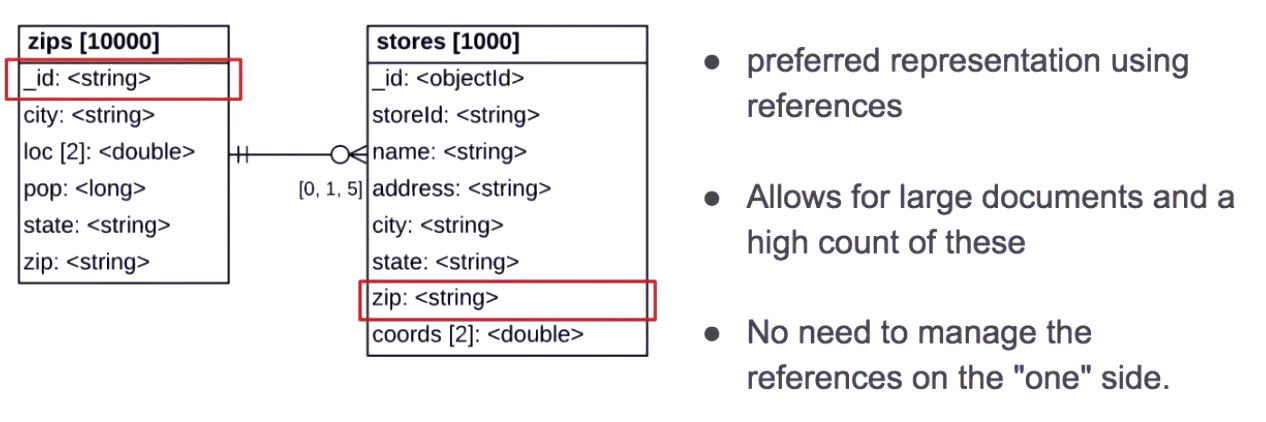 zips [10000]
_id: <string>
city: <string>
loc [2]: <double>
pop: <long>
state: <string>
zip: <string>
[0, 1, 5]
stores [1000]
_id: <objectId>
storeId: <string>
name: <string>
address: <string>
city: <string>
state: <string>
zip: <string>
coords [2]: <double>
● preferred representation using
references
● Allows for large documents and a
high count of these
● No need to manage the
references on the "one" side.